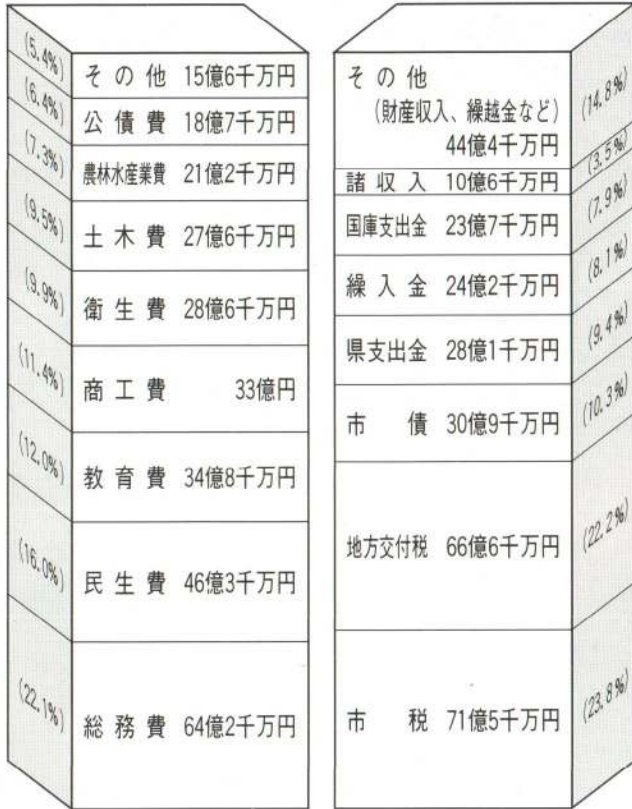 (5.4%)
その他 15億6千万円
(6.4%)
公債費 18億7千万円
(7.3%)
農林水産業費 21億2千万円
(9.5%)
土木費 27億6千万円
(9.9%)
衛生費 28億6千万円
(11.4%)
商工費 33億円
(12.0%)
教育費 34億8千万円
(16.0%)
民生費 46億3千万円
(22.1%)
総務費 64億2千万円
その他
(財産収入、繰越金など)
44億4千万円
(14.8%)
諸収入 10億6千万円
(3.5%)
国庫支出金 23億7千万円
(7.9%)
繰入金 24億2千万円
(8.1%)
県支出金 28億1千万円
(9.4%)
市債 30億9千万円
(10.3%)
地方交付税 66億6千万円
(22.2%)
市税 71億5千万円
(23.8%)